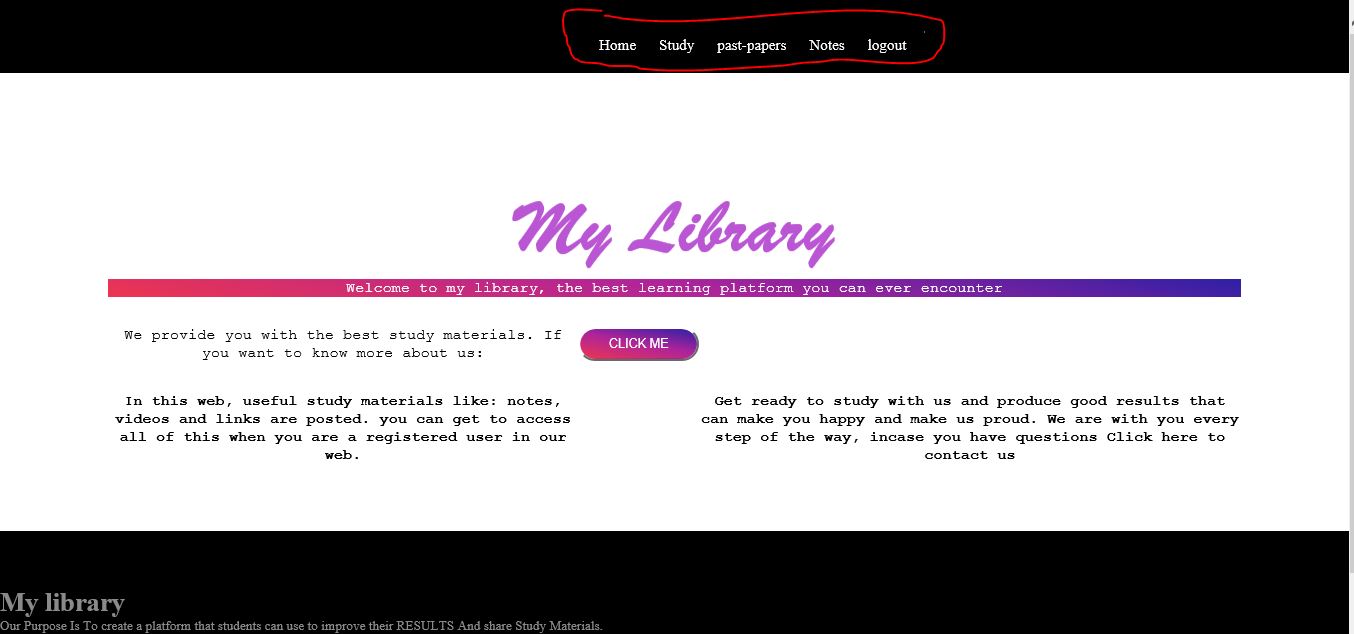 Home Study past-papers Notes logout
My Library
Welcome to my library, the best learning platform you can ever encounter
We provide you with the best study materials. If
you want to know more about us:
CLICK ME
In this web, useful study materials like: notes,
videos and links are posted. you can get to access
all of this when you are a registered user in our
web.
Get ready to study with us and produce good results that
can make you happy and make us proud. We are with you every
step of the way, incase you have questions Click here to
contact us
My library
Our Purpose Is To create a platform that students can use to improve their RESULTS And share Study Materials.